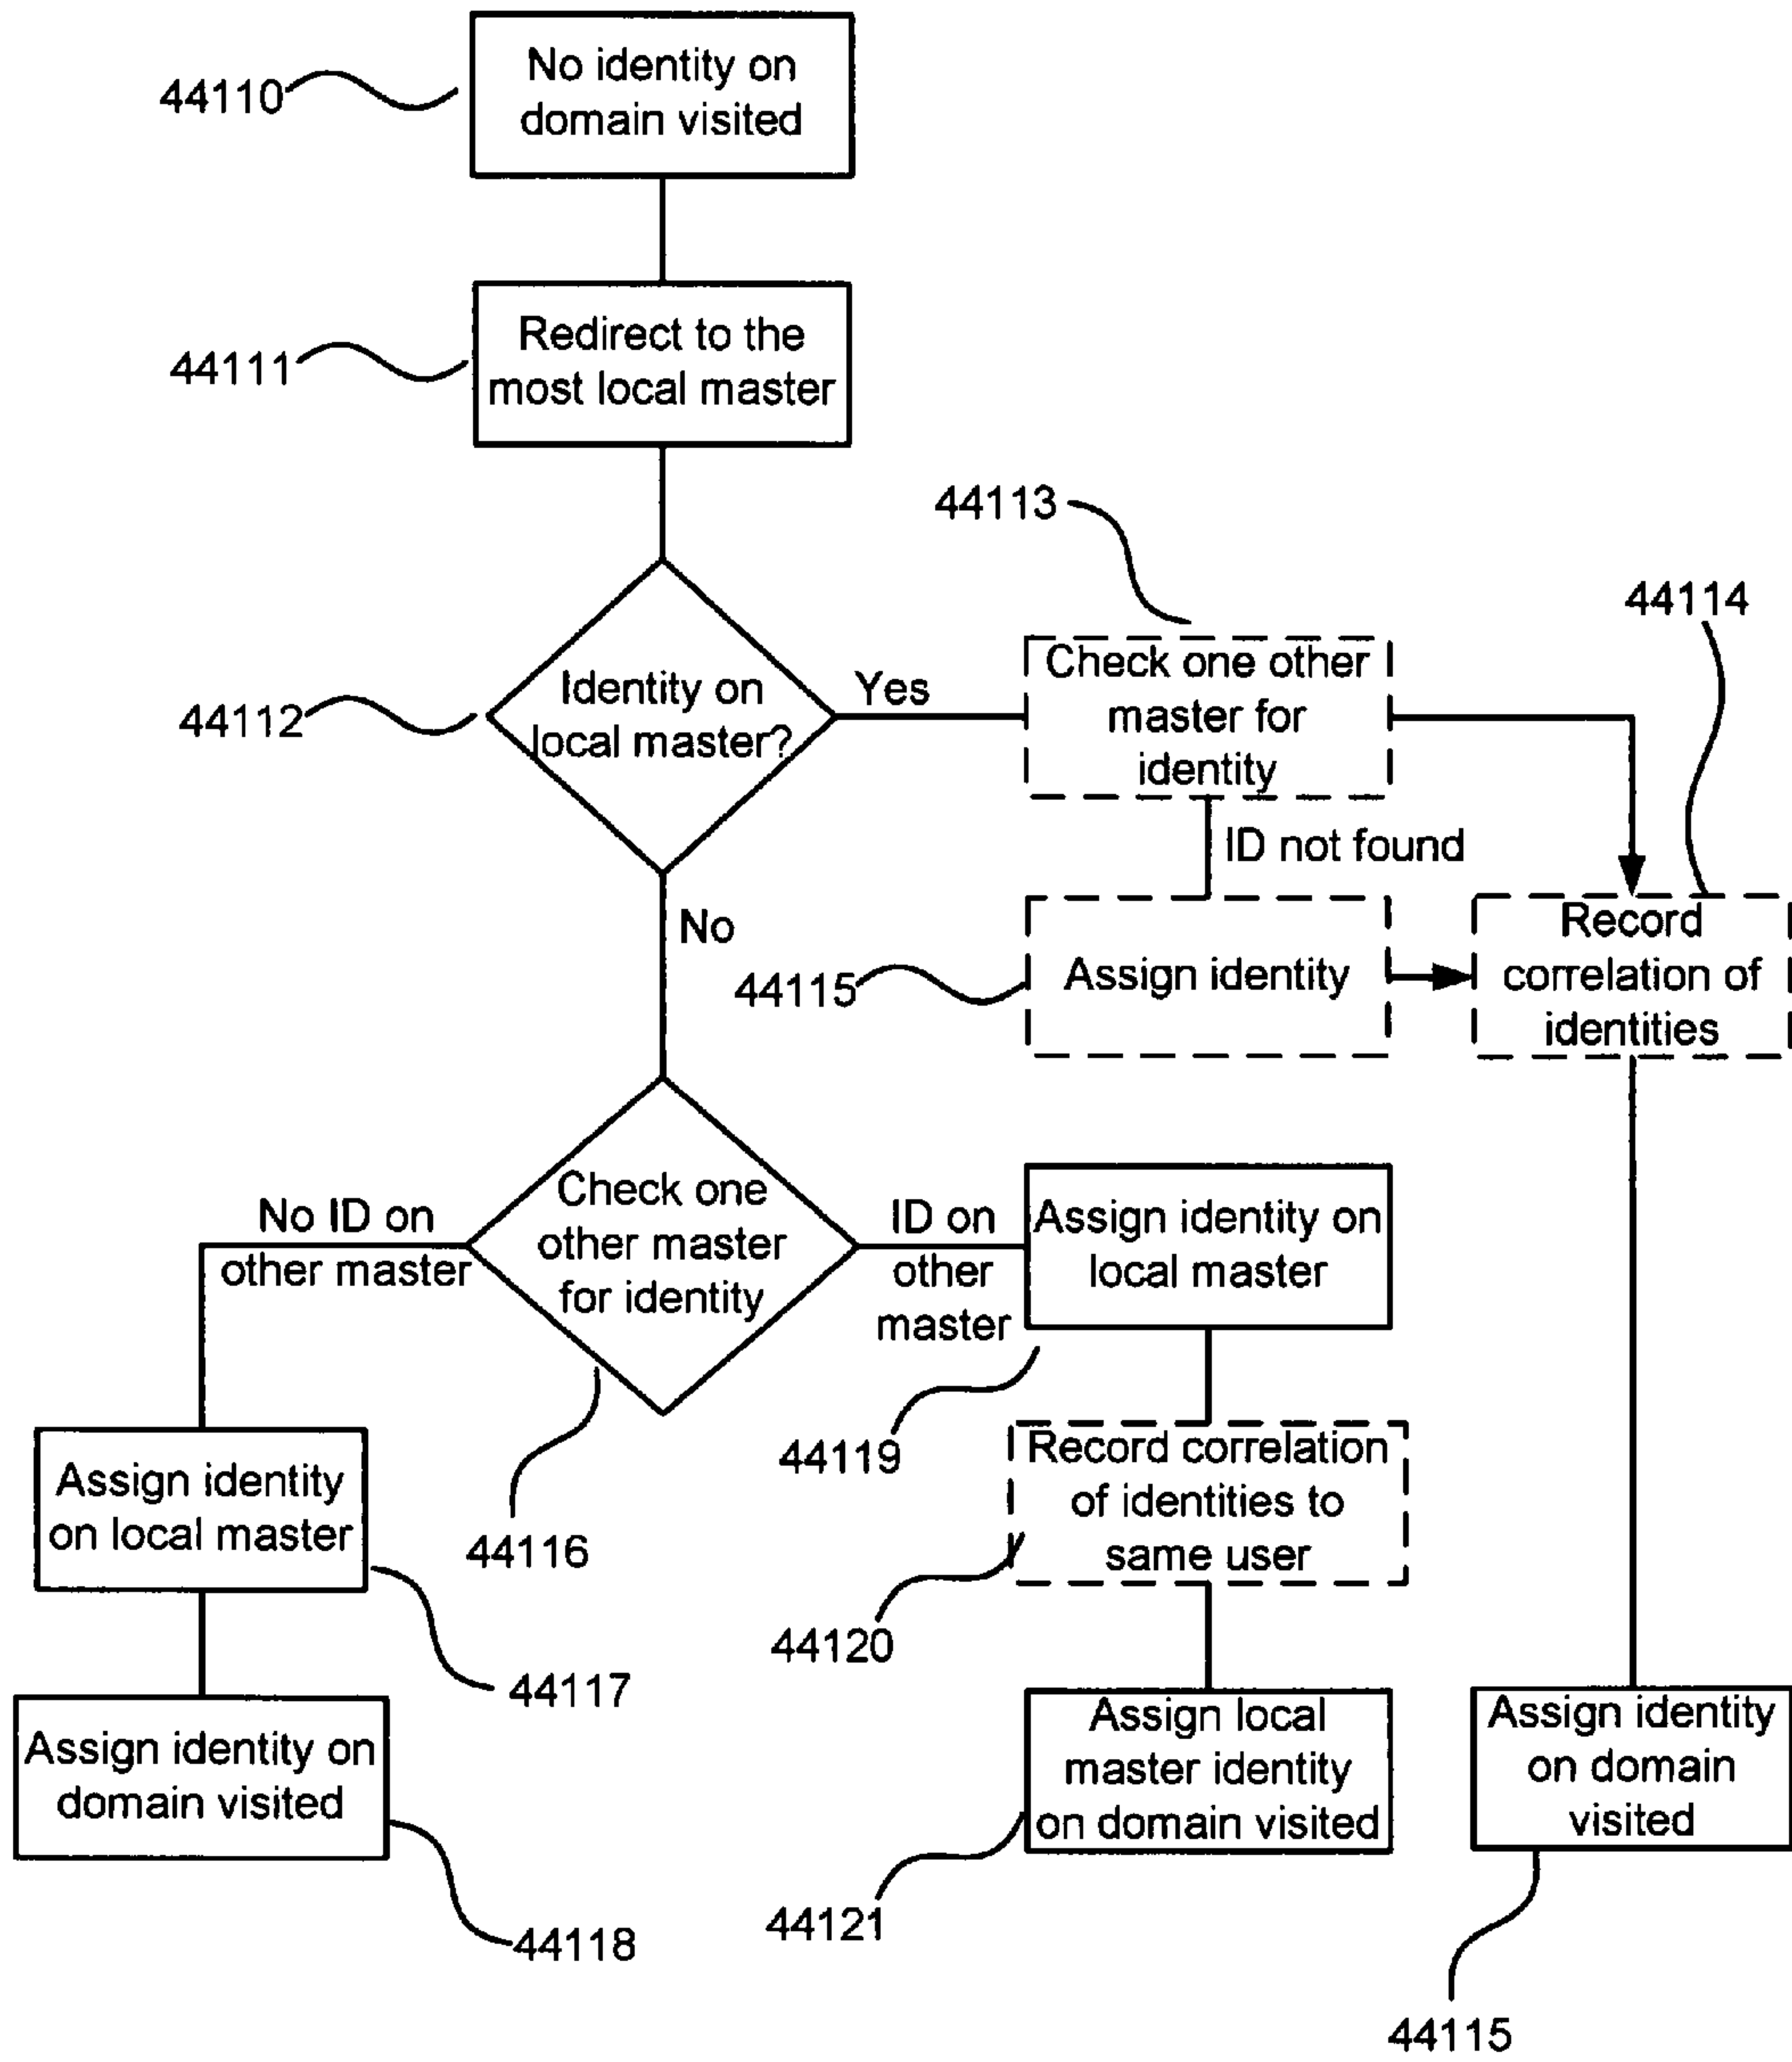 No identity on
domain visited
44110
Redirect to the
most local master
44111
44113
44114
Identity on
local master?
44112
Yes
Check one other
master for
identity
ID not found
No
44115
Assign identity
Record
correlation of
identities
Check one
other master
for identity
No ID on
other master
ID on
other
master
Assign identity on
local master
44116
44119
Assign identity
on local master
Record correlation
of identities to
same user
44117
44120
Assign identity on
domain visited
Assign local
master identity
on domain visited
Assign identity
on domain
visited
44118
44121
44115